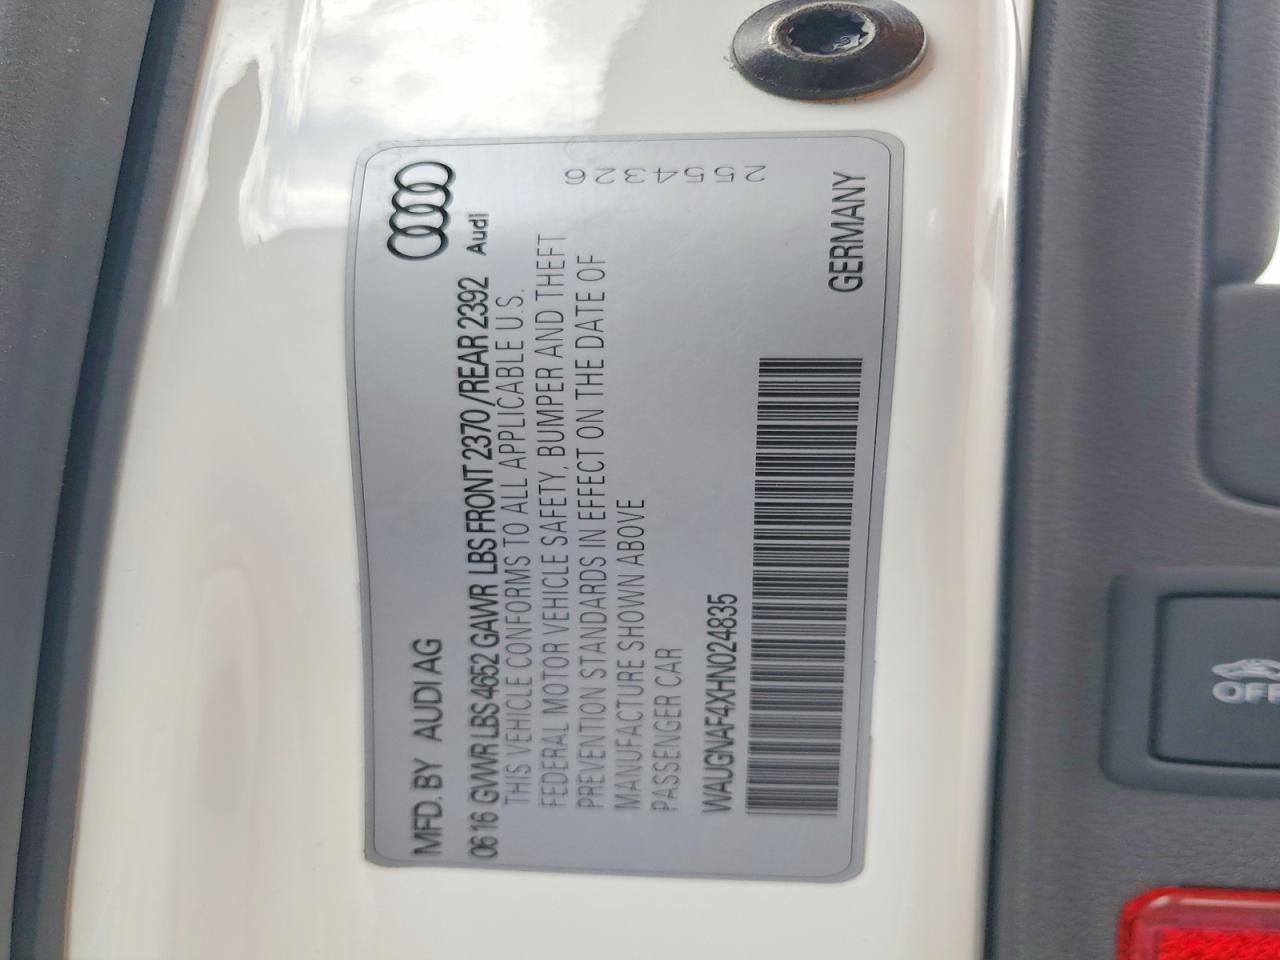 MFD. BY AUDI AG
0616 GVWR LBS 4652 GAWR LBS FRONT 2370/REAR 2392 Audi
THIS VEHICLE CONFORMS TO ALL APPLICABLE U.S.
FEDERAL MOTOR VEHICLE SAFETY, BUMPER AND THEFT
PREVENTION STANDARDS IN EFFECT ON THE DATE OF
MANUFACTURE SHOWN ABOVE
PASSENGER CAR
2554326
WAUGNAF4XHN024835
GERMANY
OFF